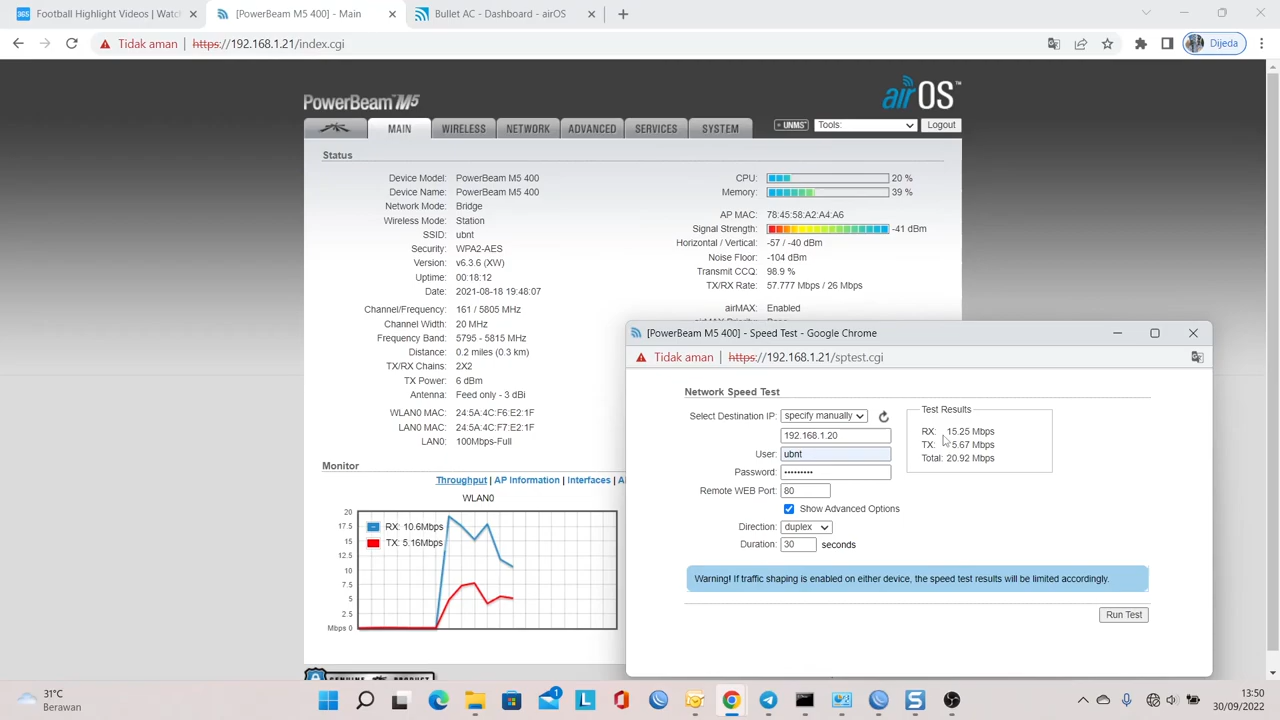 365 Football Highlight Videos | Watc
[PowerBeam M5 400] - Main
Bullet AC - Dashboard - airOS
Tidak aman | https://192.168.1.21/index.cgi
Dijeda
PowerBeam M5
airOS™
MAIN WIRELESS NETWORK ADVANCED SERVICES SYSTEM
UNMS™ Tools: Logout
Status
Device Model: PowerBeam M5 400
Device Name: PowerBeam M5 400
Network Mode: Bridge
Wireless Mode: Station
SSID: ubnt
Security: WPA2-AES
Version: v6.3.6 (XW)
Uptime: 00:18:12
Date: 2021-08-18 19:48:07
Channel/Frequency: 161 / 5805 MHz
Channel Width: 20 MHz
Frequency Band: 5795 - 5815 MHz
Distance: 0.2 miles (0.3 km)
TX/RX Chains: 2X2
TX Power: 6 dBm
Antenna: Feed only - 3 dBi
WLAN0 MAC: 24:5A:4C:F6:E2:1F
LAN0 MAC: 24:5A:4C:F7:E2:1F
LAN0: 100Mbps-Full
CPU: 20 %
Memory: 39 %
AP MAC: 78:45:58:A2:A4:A6
Signal Strength: -41 dBm
Horizontal / Vertical: -57 / -40 dBm
Noise Floor: -104 dBm
Transmit CCQ: 98.9 %
TX/RX Rate: 57.777 Mbps / 26 Mbps
airMAX: Enabled
Monitor
Throughput | AP Information | Interfaces | A
WLAN0
20
17.5
15
12.5
10
7.5
5
2.5
Mbps 0
RX: 10.6Mbps
TX: 5.16Mbps
[PowerBeam M5 400] - Speed Test - Google Chrome
Tidak aman | https://192.168.1.21/sptest.cgi
Network Speed Test
Select Destination IP: specify manually
192.168.1.20
User: ubnt
Password: •••••••••
Remote WEB Port: 80
Show Advanced Options
Direction: duplex
Duration: 30 seconds
Test Results
RX: 15.25 Mbps
TX: 5.67 Mbps
Total: 20.92 Mbps
Warning! If traffic shaping is enabled on either device, the speed test results will be limited accordingly.
Run Test
31°C
Berawan
1
13:50
30/09/2022